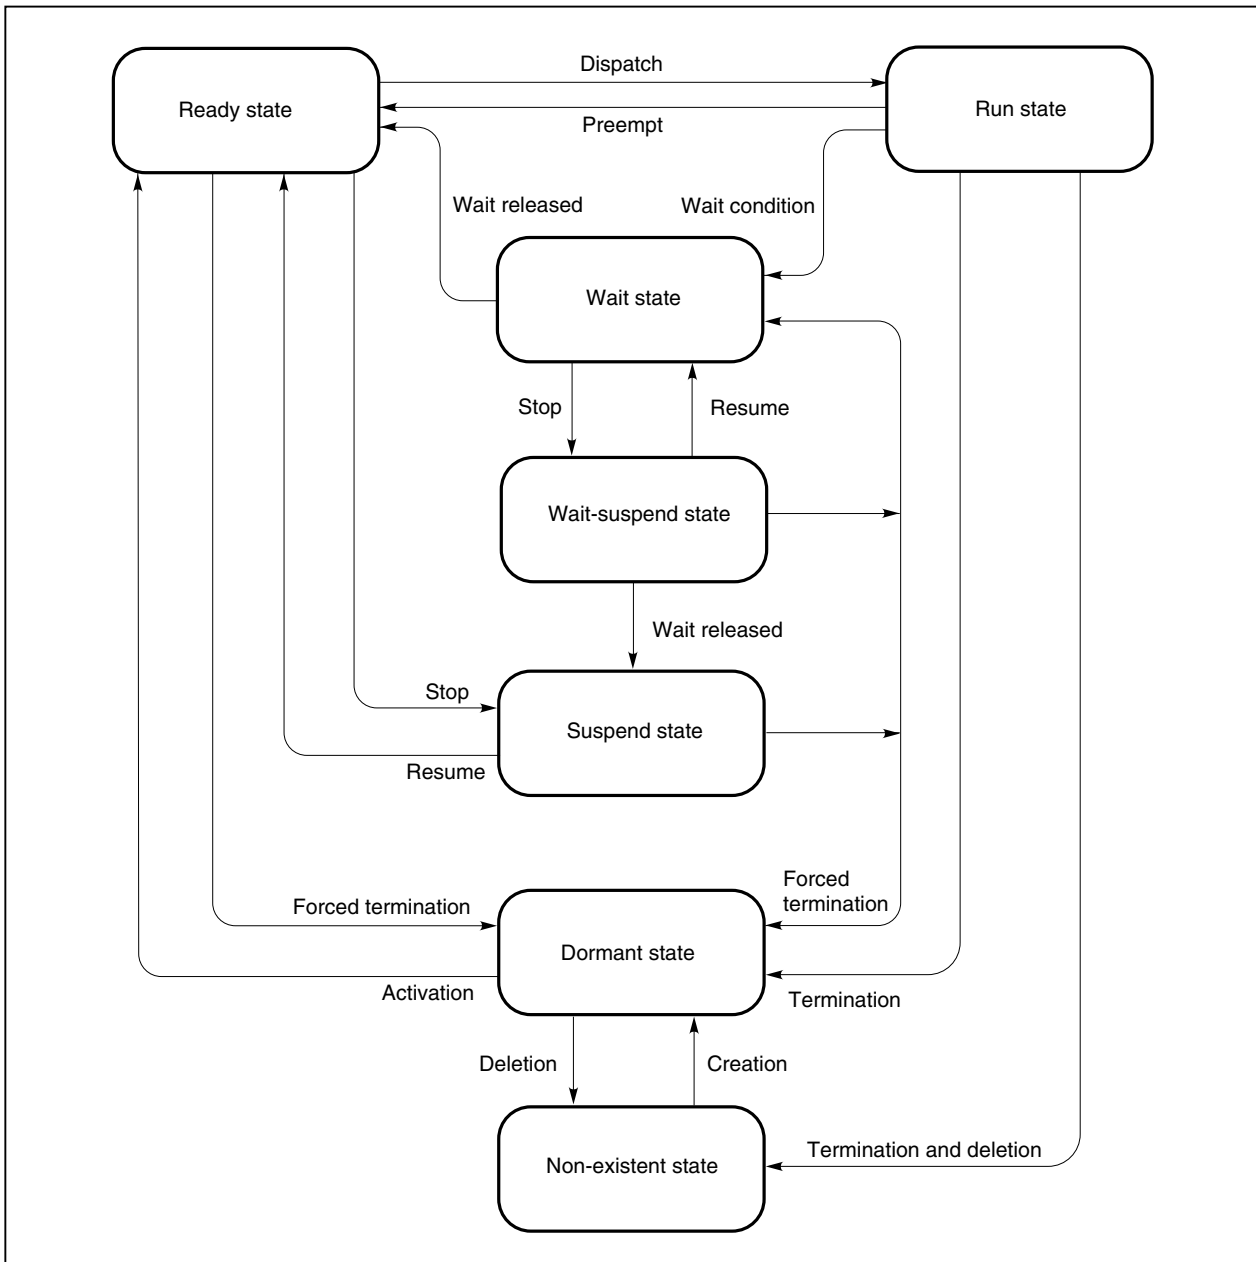 Dispatch
Ready state
Run state
Preempt
Wait released
Wait condition
Wait state
Stop
Resume
Wait-suspend state
Wait released
Stop
Suspend state
Resume
Forced
termination
Forced termination
Dormant state
Activation
Termination
Deletion
Creation
Termination and deletion
Non-existent state